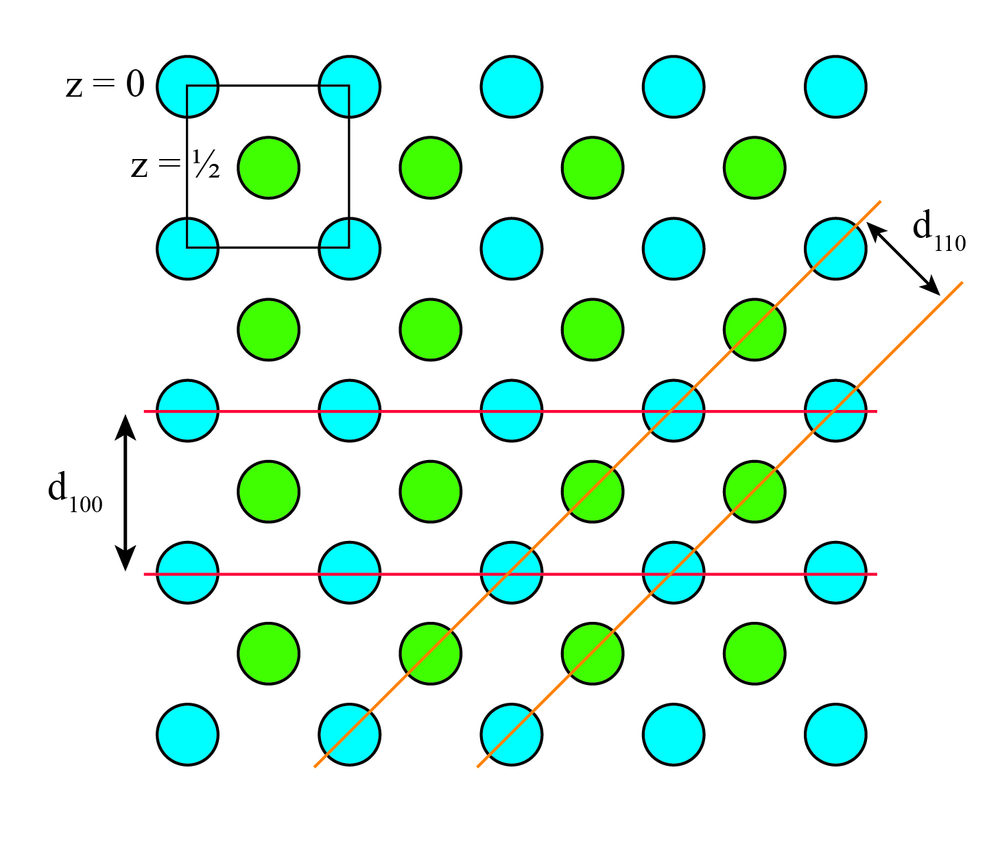 z = 0
z = ½
d₁₁₀
d₁₀₀